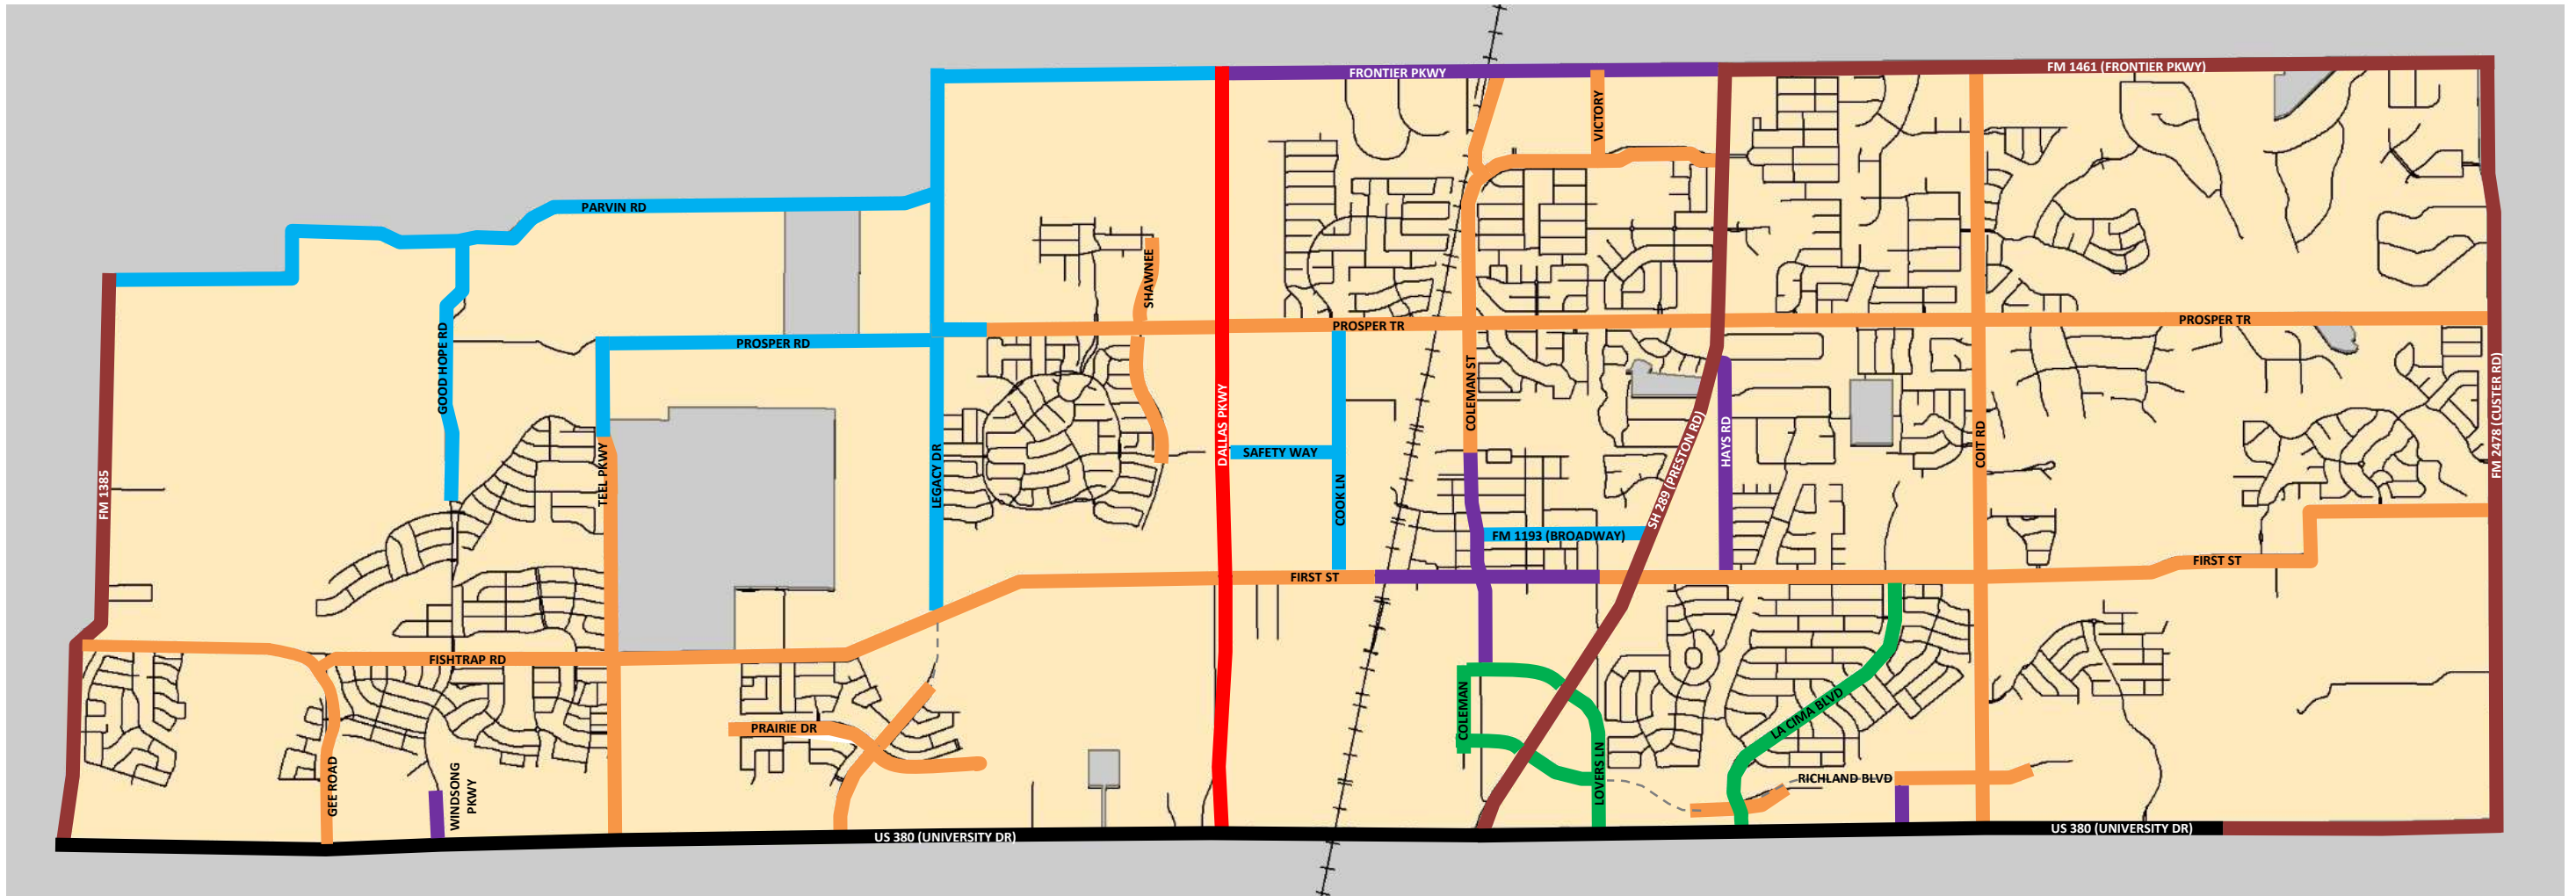 FM 1461 (FRONTIER PKWY)
FRONTIER PKWY
VICTORY
PARVIN RD
SHAWNEE
PROSPER TR
PROSPER TR
PROSPER RD
GOOD HOPE RD
DALLAS PKWY
COLEMAN ST
FM 2478 (CUSTER RD)
HAYS RD
COIT RD
SH 289 (PRESTON RD)
SAFETY WAY
TEEL PKWY
LEGACY DR
COOK LN
FM 1385
FM 1193 (BROADWAY)
FIRST ST
FIRST ST
FISHTRAP RD
COLEMAN
LA CIMA BLVD
PRAIRIE DR
LOVERS LN
RICHLAND BLVD
GEE ROAD
WINDSONG
PKWY
US 380 (UNIVERSITY DR)
US 380 (UNIVERSITY DR)